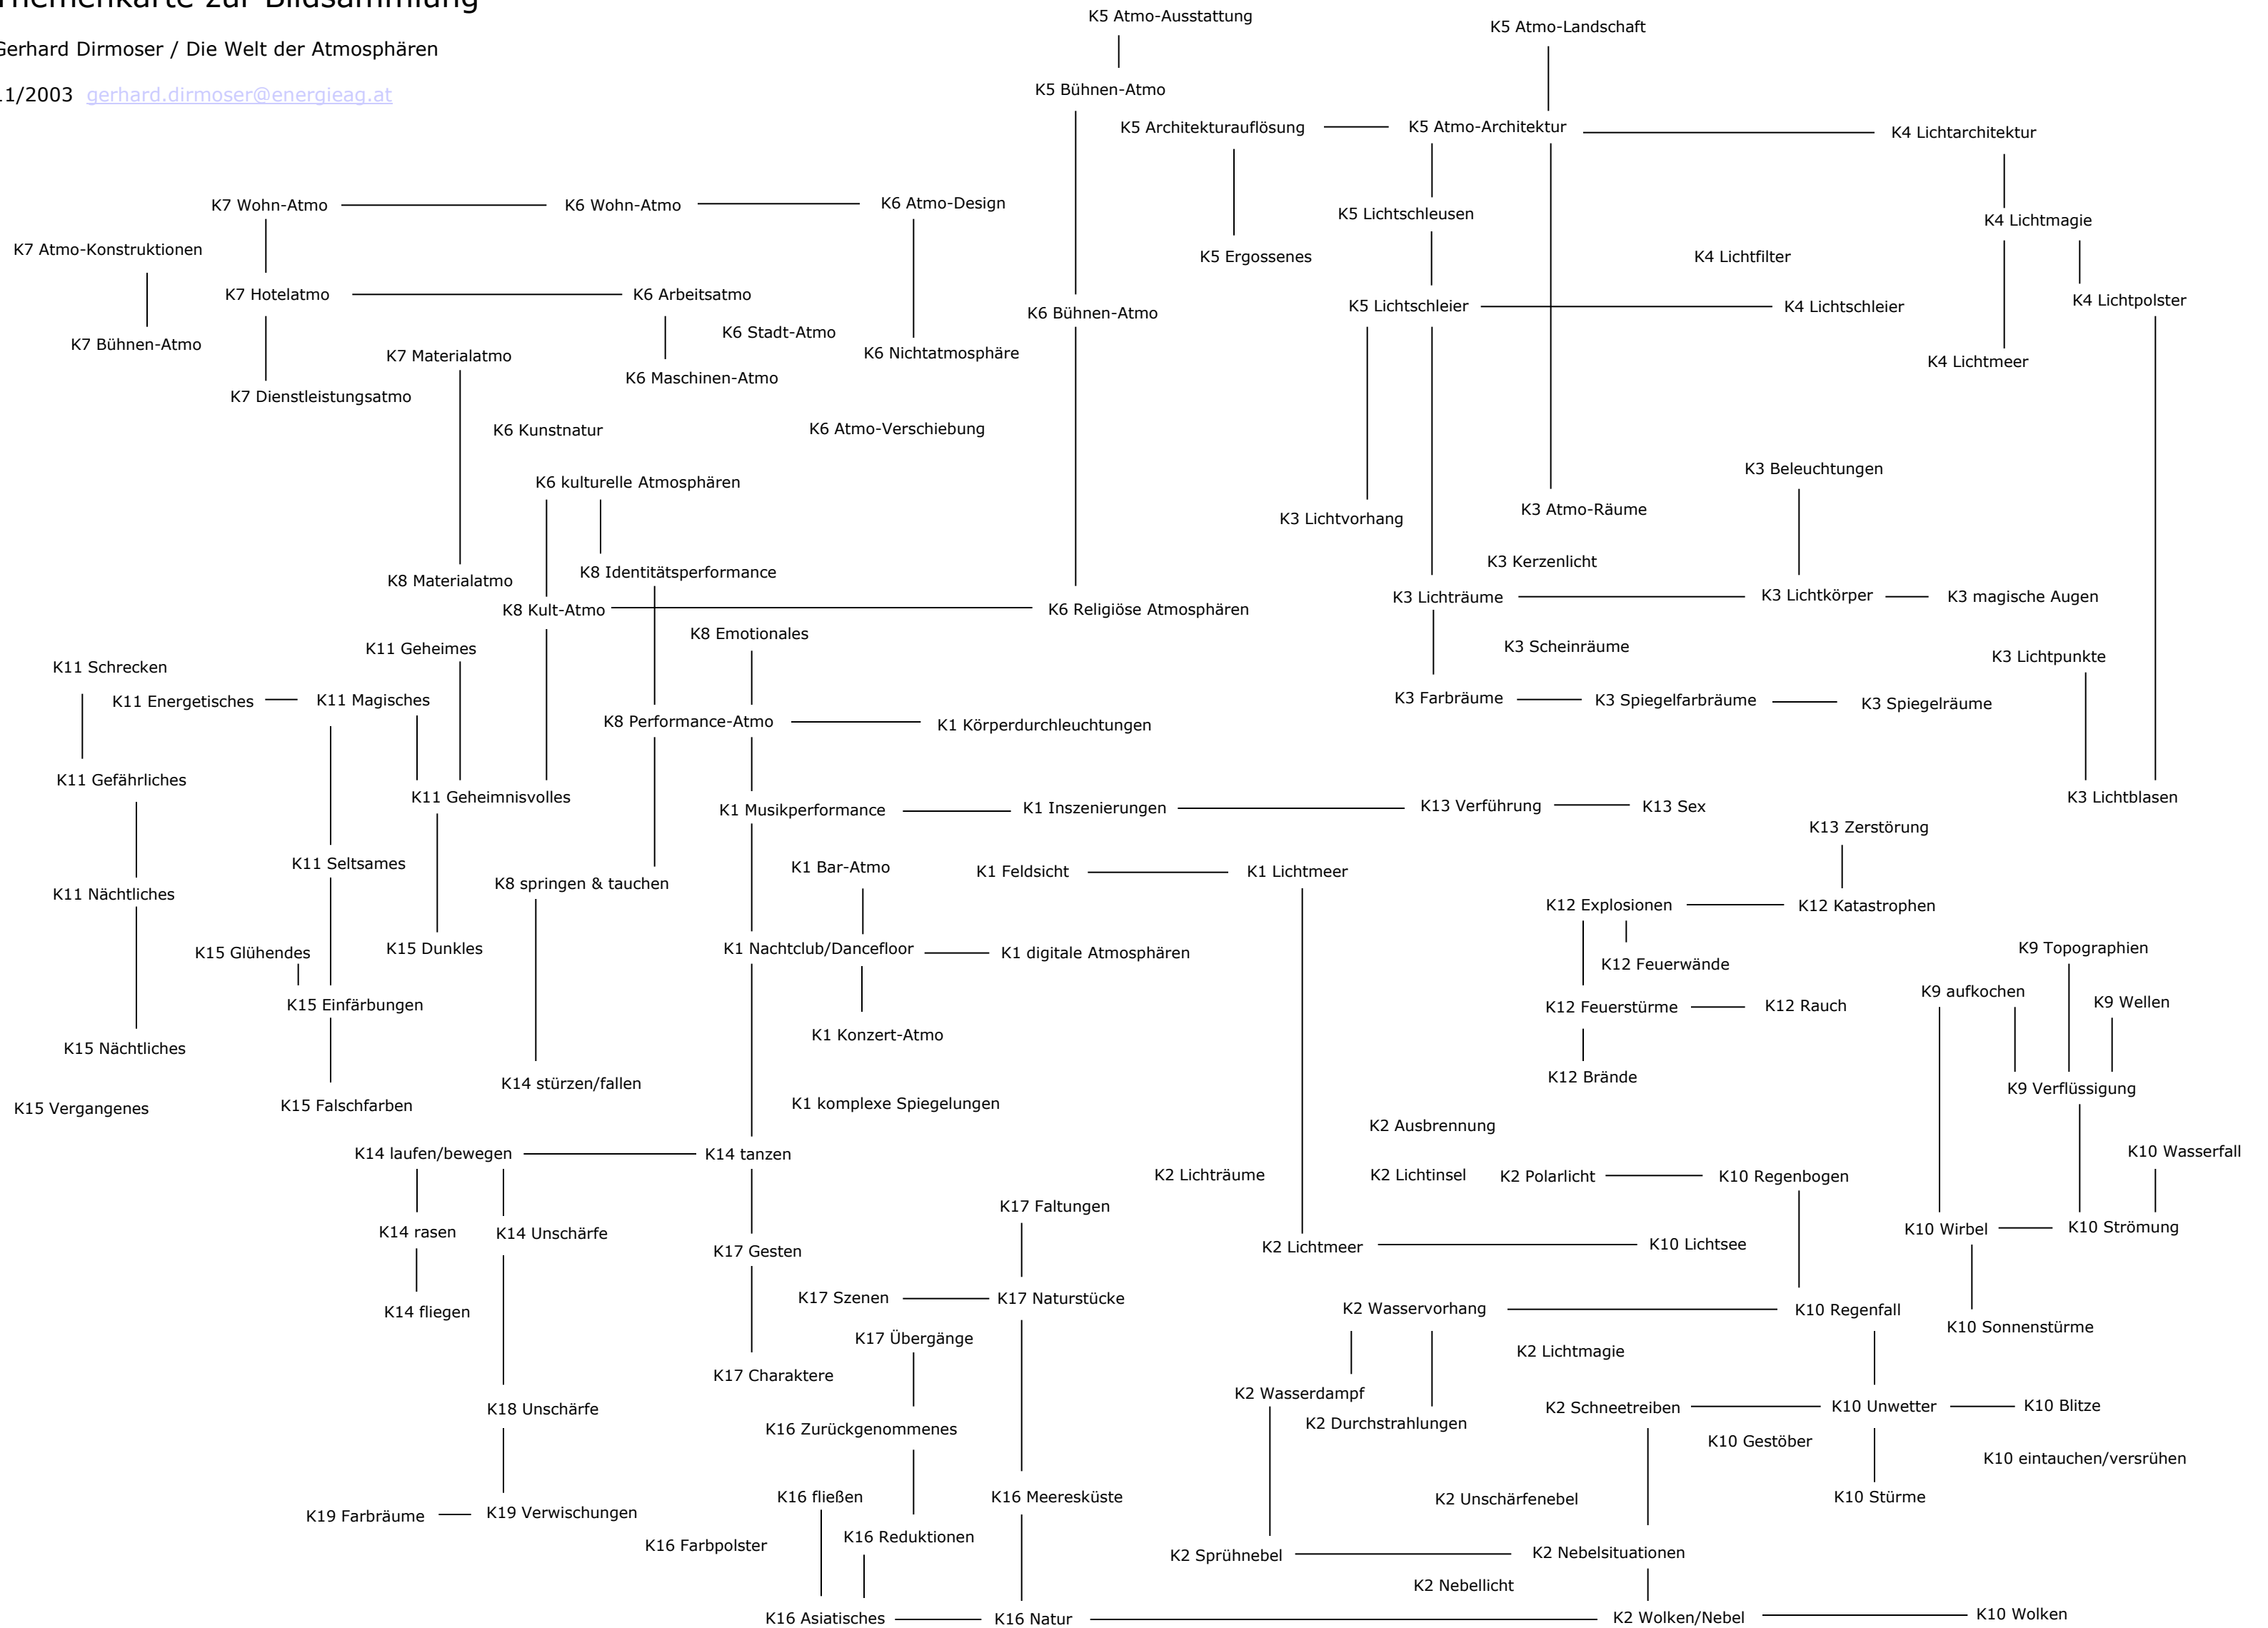 Themenkarte zur Bildsammlung
Gerhard Dirmoser / Die Welt der Atmosphären
11/2003 gerhard.dirmoser@energieag.at
K5 Atmo-Ausstattung
K5 Atmo-Landschaft
K5 Bühnen-Atmo
K5 Architekturauflösung
K5 Atmo-Architektur
K4 Lichtarchitektur
K7 Wohn-Atmo
K6 Wohn-Atmo
K6 Atmo-Design
K5 Lichtschleusen
K4 Lichtmagie
K7 Atmo-Konstruktionen
K5 Ergossenes
K4 Lichtfilter
K7 Hotelatmo
K6 Arbeitsatmo
K6 Bühnen-Atmo
K5 Lichtschleier
K4 Lichtschleier
K4 Lichtpolster
K6 Stadt-Atmo
K7 Bühnen-Atmo
K7 Materialatmo
K6 Nichtatmosphäre
K4 Lichtmeer
K6 Maschinen-Atmo
K7 Dienstleistungsatmo
K6 Kunstnatur
K6 Atmo-Verschiebung
K3 Beleuchtungen
K6 kulturelle Atmosphären
K3 Lichtvorhang
K3 Atmo-Räume
K3 Kerzenlicht
K8 Materialatmo
K8 Identitätsperformance
K8 Kult-Atmo
K6 Religiöse Atmosphären
K3 Lichträume
K3 Lichtkörper
K3 magische Augen
K8 Emotionales
K11 Geheimes
K3 Scheinräume
K3 Lichtpunkte
K11 Schrecken
K11 Energetisches
K11 Magisches
K3 Farbräume
K3 Spiegelfarbräume
K3 Spiegelräume
K8 Performance-Atmo
K1 Körperdurchleuchtungen
K11 Gefährliches
K11 Geheimnisvolles
K1 Musikperformance
K1 Inszenierungen
K13 Verführung
K13 Sex
K3 Lichtblasen
K13 Zerstörung
K11 Seltsames
K1 Bar-Atmo
K1 Feldsicht
K1 Lichtmeer
K11 Nächtliches
K8 springen & tauchen
K12 Explosionen
K12 Katastrophen
K15 Glühendes
K15 Dunkles
K1 Nachtclub/Dancefloor
K1 digitale Atmosphären
K12 Feuerwände
K9 Topographien
K15 Einfärbungen
K12 Feuerstürme
K12 Rauch
K9 aufkochen
K9 Wellen
K15 Nächtliches
K1 Konzert-Atmo
K12 Brände
K9 Verflüssigung
K14 stürzen/fallen
K15 Vergangenes
K15 Falschfarben
K1 komplexe Spiegelungen
K2 Ausbrennung
K14 laufen/bewegen
K14 tanzen
K10 Wasserfall
K2 Lichträume
K2 Lichtinsel
K2 Polarlicht
K10 Regenbogen
K17 Faltungen
K14 rasen
K14 Unschärfe
K17 Gesten
K2 Lichtmeer
K10 Lichtsee
K10 Wirbel
K10 Strömung
K14 fliegen
K17 Szenen
K17 Naturstücke
K2 Wasservorhang
K10 Regenfall
K10 Sonnenstürme
K17 Übergänge
K2 Lichtmagie
K17 Charaktere
K2 Wasserdampf
K18 Unschärfe
K16 Zurückgenommenes
K2 Durchstrahlungen
K2 Schneetreiben
K10 Unwetter
K10 Blitze
K10 Gestöber
K10 eintauchen/versrühen
K16 fließen
K16 Meeresküste
K2 Unschärfenebel
K10 Stürme
K19 Farbräume
K19 Verwischungen
K16 Farbpolster
K16 Reduktionen
K2 Sprühnebel
K2 Nebelsituationen
K2 Nebellicht
K16 Asiatisches
K16 Natur
K2 Wolken/Nebel
K10 Wolken